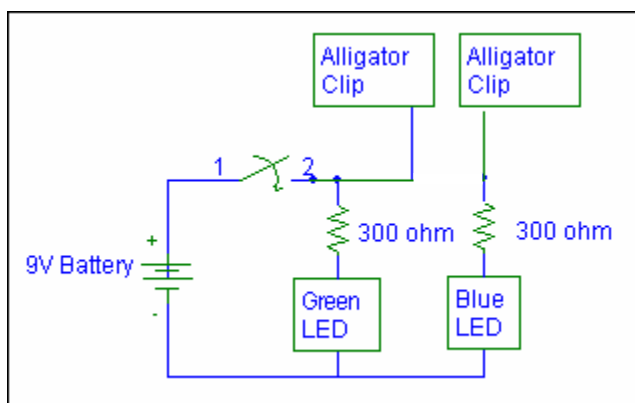 Alligator
Clip
Alligator
Clip
1
2
300 ohm
300 ohm
+
9V Battery
-
Green
LED
Blue
LED